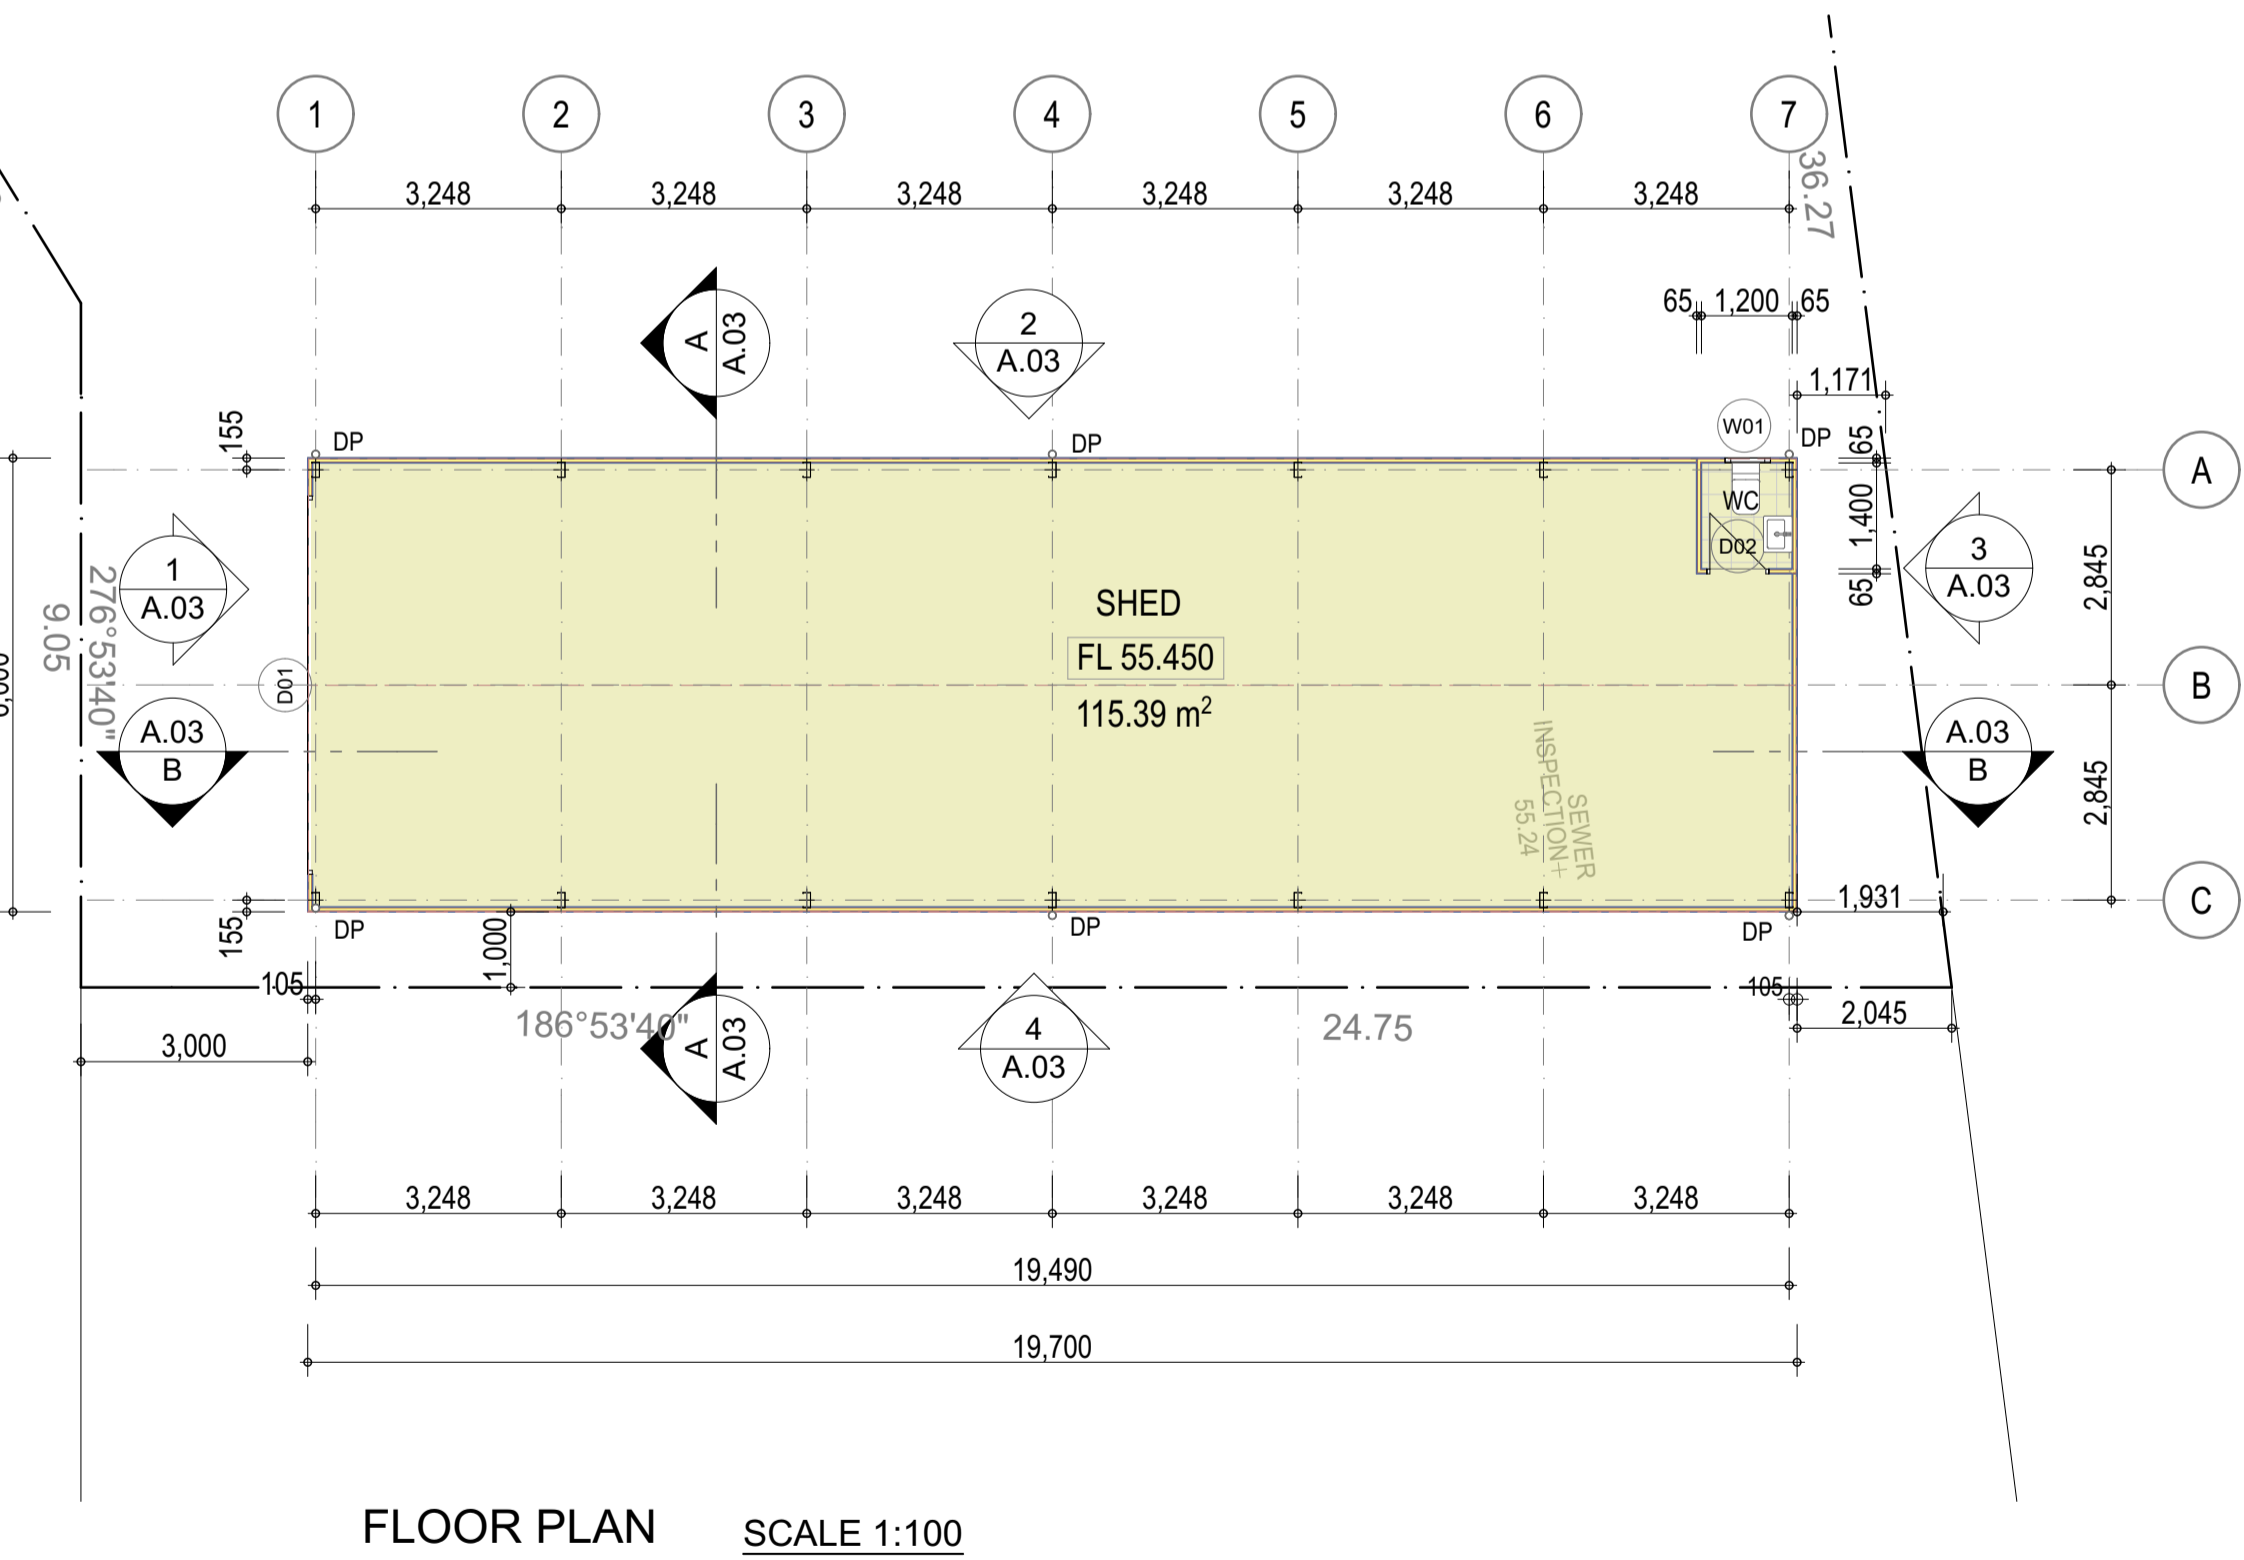 1
2
3
4
5
6
7
36.27
3,248
3,248
3,248
3,248
3,248
3,248
65
1,200
65
A
A.03
2
A.03
1,171
155
DP
DP
W01
DP
65
A
WC
1,400
D02
1
A.03
3
A.03
65
2,845
SHED
276°53'40"
9.05
FL 55.450
D01
B
115.39 m²
A.03
B
SEWER
INSPECTION+
55.24
A.03
B
2,845
155
DP
1,000
DP
DP
1,931
C
105
105
186°53'40"
A
A.03
4
A.03
24.75
2,045
3,000
3,248
3,248
3,248
3,248
3,248
3,248
19,490
19,700
FLOOR PLAN
SCALE 1:100